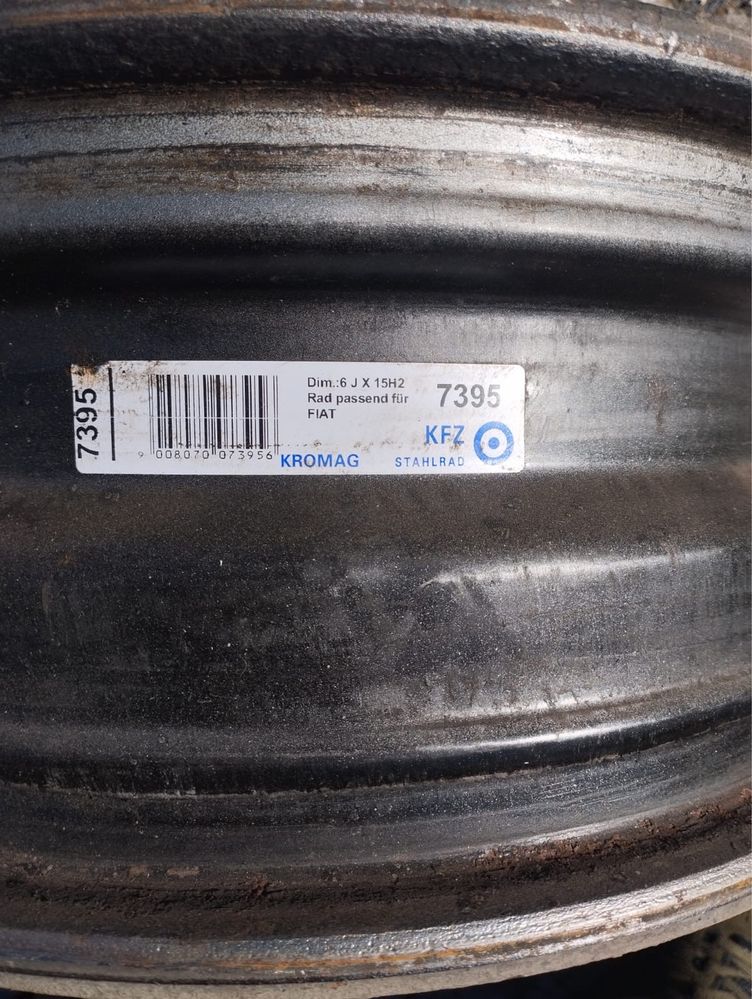 7395
Dim.:6 J X 15H2
Rad passend für
FIAT
7395
9 008070 073956
KROMAG
KFZ
STAHLRAD